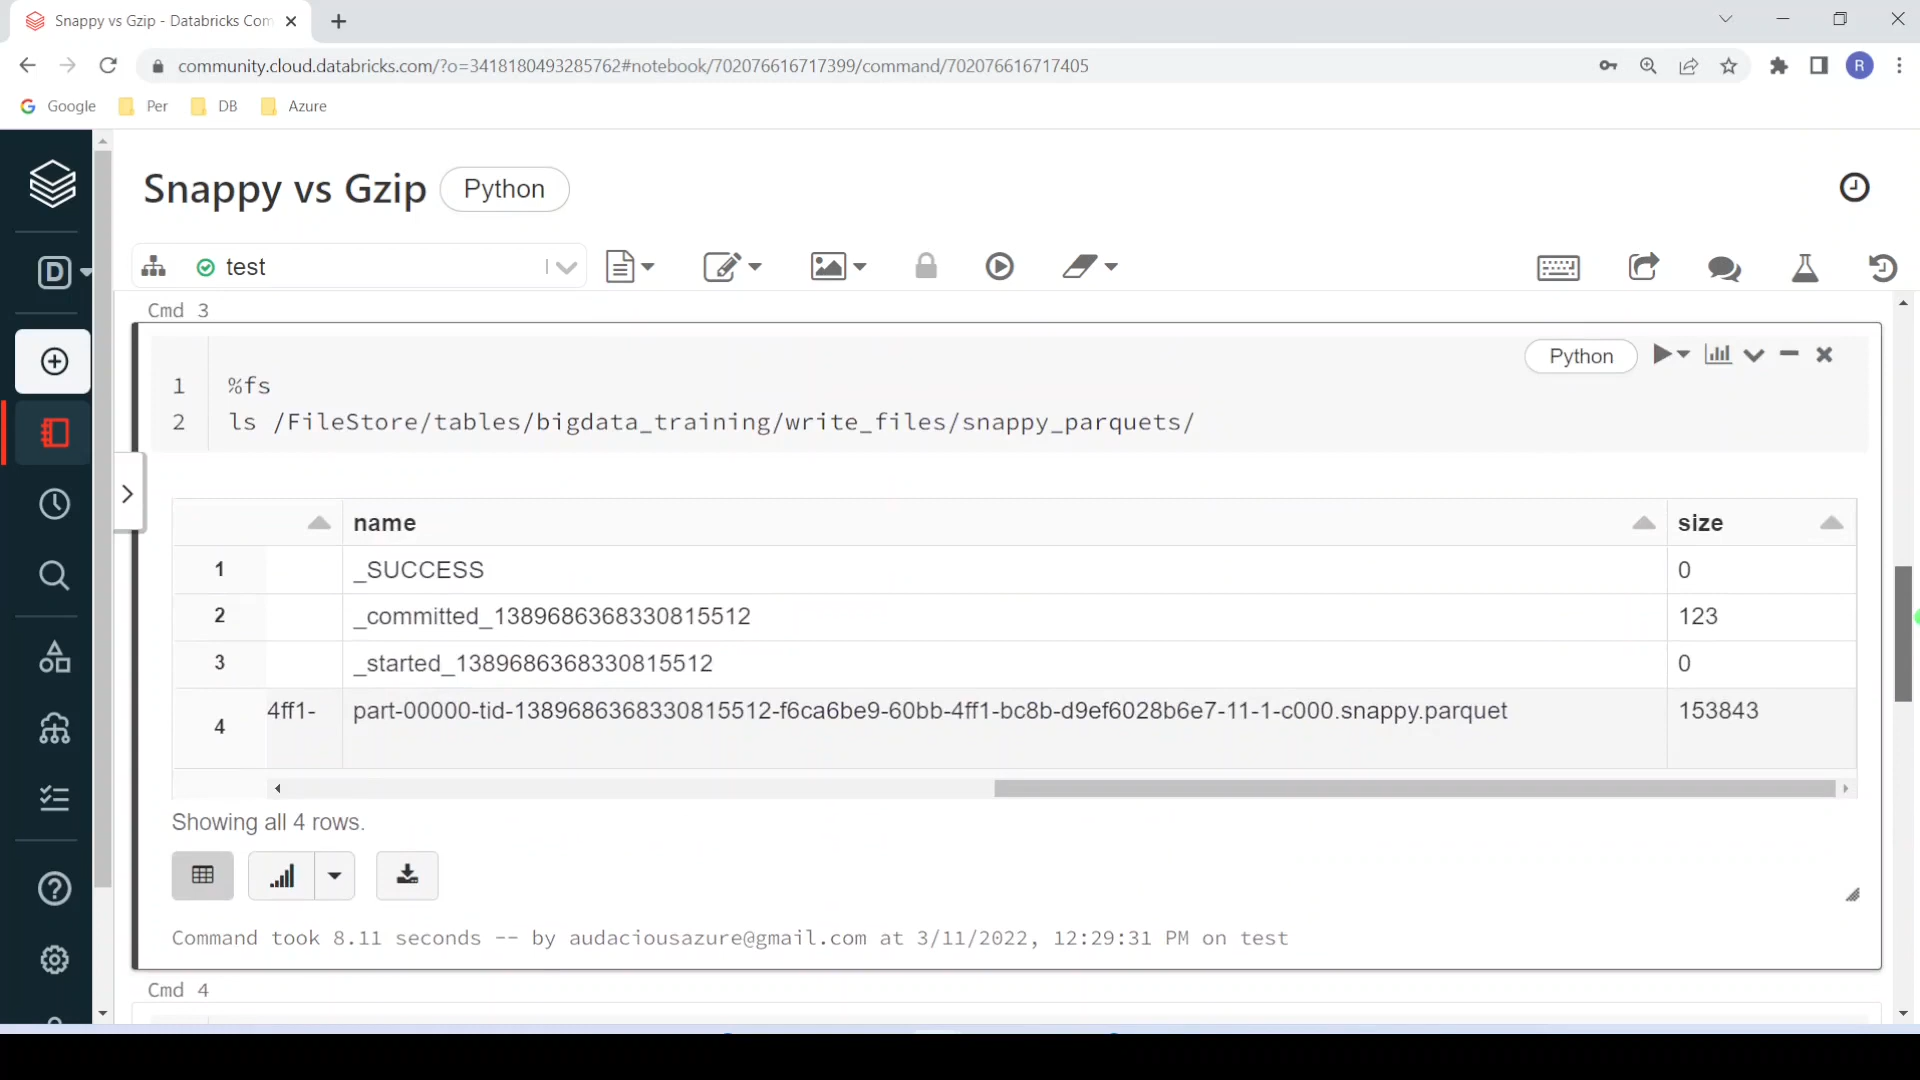 Snappy vs Gzip - Databricks Com
community.cloud.databricks.com/?o=3418180493285762#notebook/702076616717399/command/702076616717405
R
Google Per DB Azure
Snappy vs Gzip Python
D
test
Cmd 3
Python
1 %fs
2 ls /FileStore/tables/bigdata_training/write_files/snappy_parquets/
name size
1 _SUCCESS 0
2 _committed_1389686368330815512 123
3 _started_1389686368330815512 0
4 4ff1- part-00000-tid-1389686368330815512-f6ca6be9-60bb-4ff1-bc8b-d9ef6028b6e7-11-1-c000.snappy.parquet 153843
Showing all 4 rows.
Command took 8.11 seconds -- by audaciousazure@gmail.com at 3/11/2022, 12:29:31 PM on test
Cmd 4